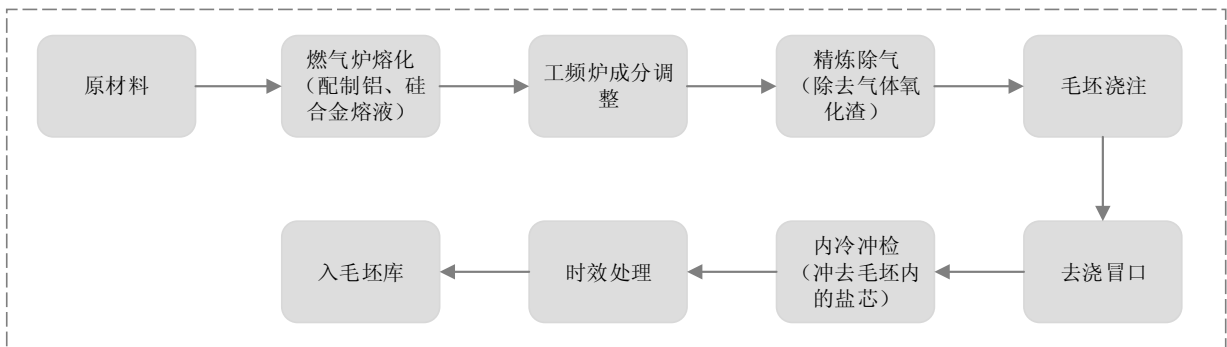 原材料
燃气炉熔化
（配制铝、硅
合金熔液）
工频炉成分调
整
精炼除气
（除去气体氧
化渣）
毛坯浇注
入毛坯库
时效处理
内冷冲检
（冲去毛坯内
的盐芯）
去浇冒口